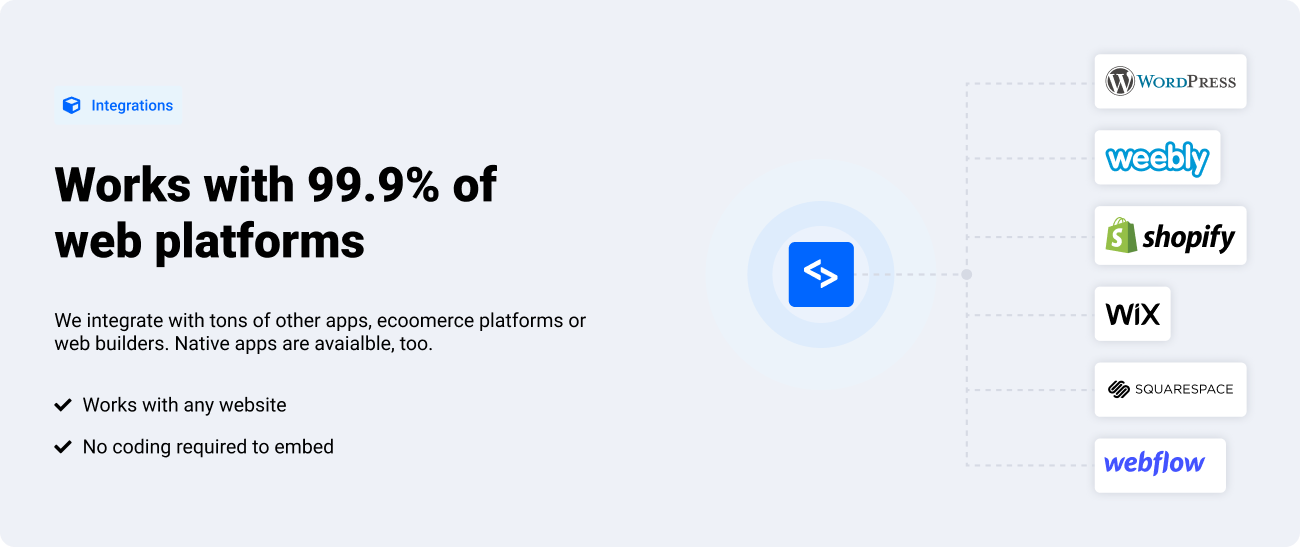 Integrations
Works with 99.9% of
web platforms
We integrate with tons of other apps, ecoomerce platforms or
web builders. Native apps are avaialble, too.
Works with any website
No coding required to embed
WORDPRESS
weebly
shopify
WiX
SQUARESPACE
webflow